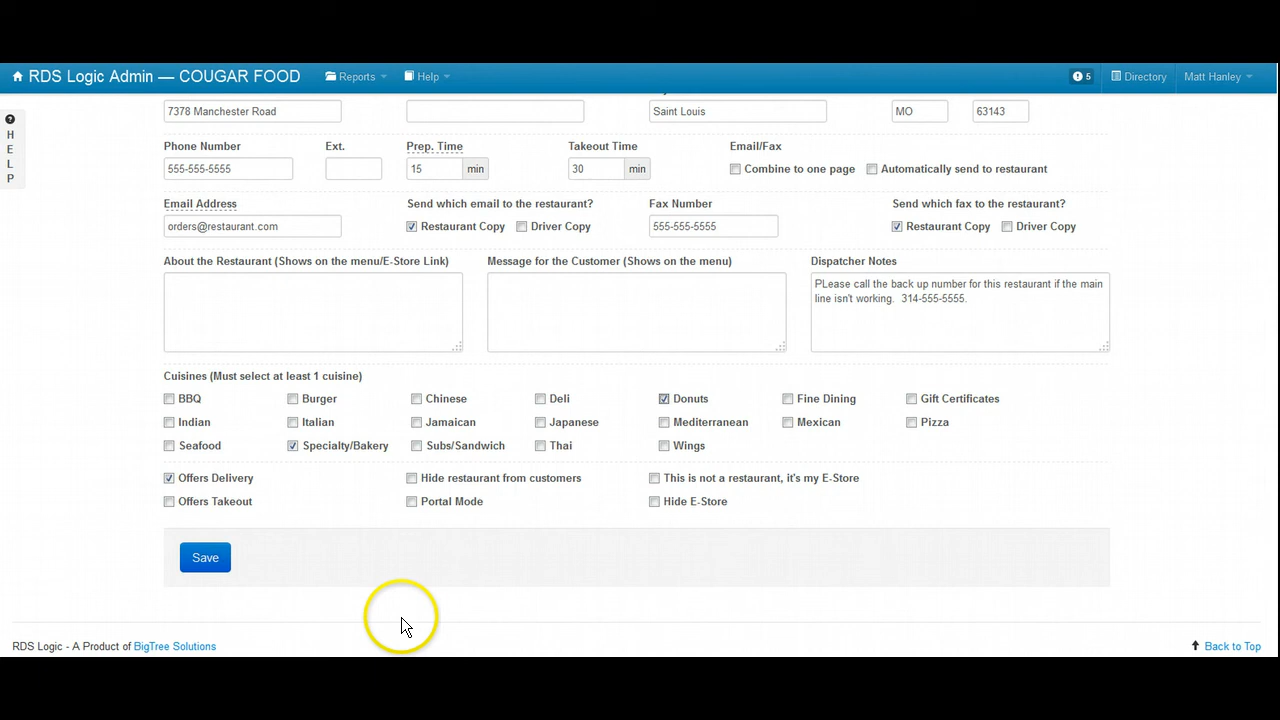 RDS Logic Admin — COUGAR FOOD Reports Help 5 Directory Matt Hanley
7378 Manchester Road Saint Louis MO 63143
H
E
L
P
Phone Number Ext. Prep. Time Takeout Time Email/Fax
555-555-5555 15 min 30 min Combine to one page Automatically send to restaurant
Email Address Send which email to the restaurant? Fax Number Send which fax to the restaurant?
orders@restaurant.com Restaurant Copy Driver Copy 555-555-5555 Restaurant Copy Driver Copy
About the Restaurant (Shows on the menu/E-Store Link) Message for the Customer (Shows on the menu) Dispatcher Notes
PLease call the back up number for this restaurant if the main
line isn't working. 314-555-5555.
Cuisines (Must select at least 1 cuisine)
BBQ Burger Chinese Deli Donuts Fine Dining Gift Certificates
Indian Italian Jamaican Japanese Mediterranean Mexican Pizza
Seafood Specialty/Bakery Subs/Sandwich Thai Wings
Offers Delivery Hide restaurant from customers This is not a restaurant, it's my E-Store
Offers Takeout Portal Mode Hide E-Store
Save
RDS Logic - A Product of BigTree Solutions Back to Top